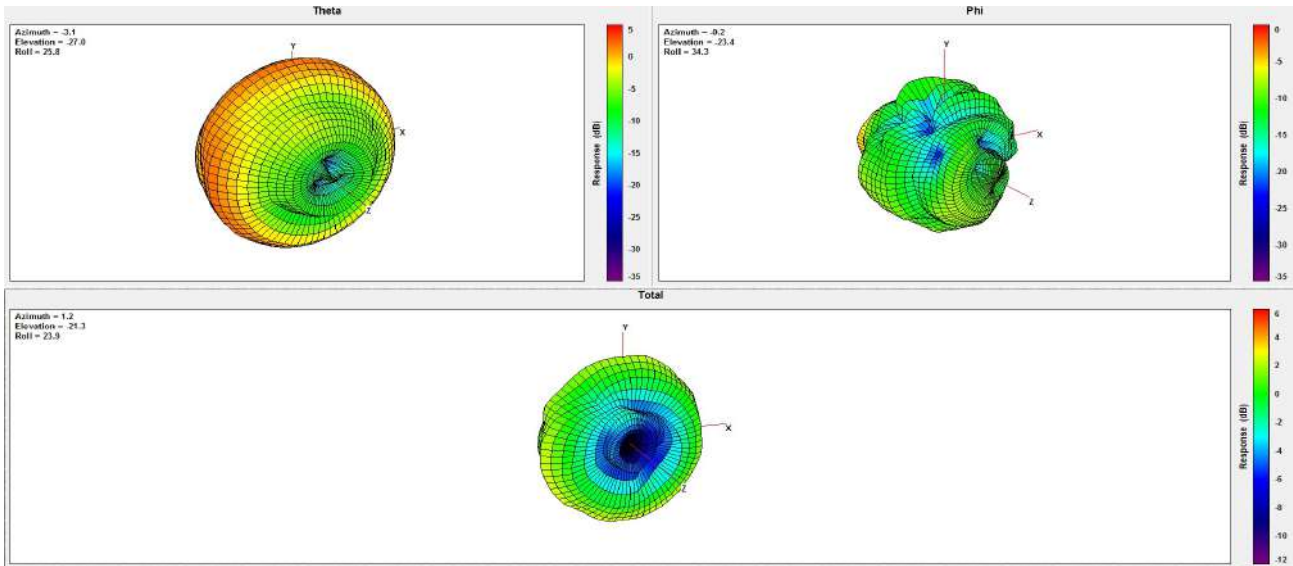 Theta
Azimuth = -3.1
Elevation = -27.0
Roll = 25.8
Y
X
Z
5
0
-5
-10
-15
-20
-25
-30
-35
Response (dB)
Phi
Azimuth = -0.2
Elevation = -23.4
Roll = 34.3
Y
X
Z
0
-5
-10
-15
-20
-25
-30
-35
Response (dB)
Total
Azimuth = 1.2
Elevation = -21.3
Roll = 23.9
Y
X
Z
6
4
2
0
-2
-4
-6
-8
-10
-12
Response (dB)